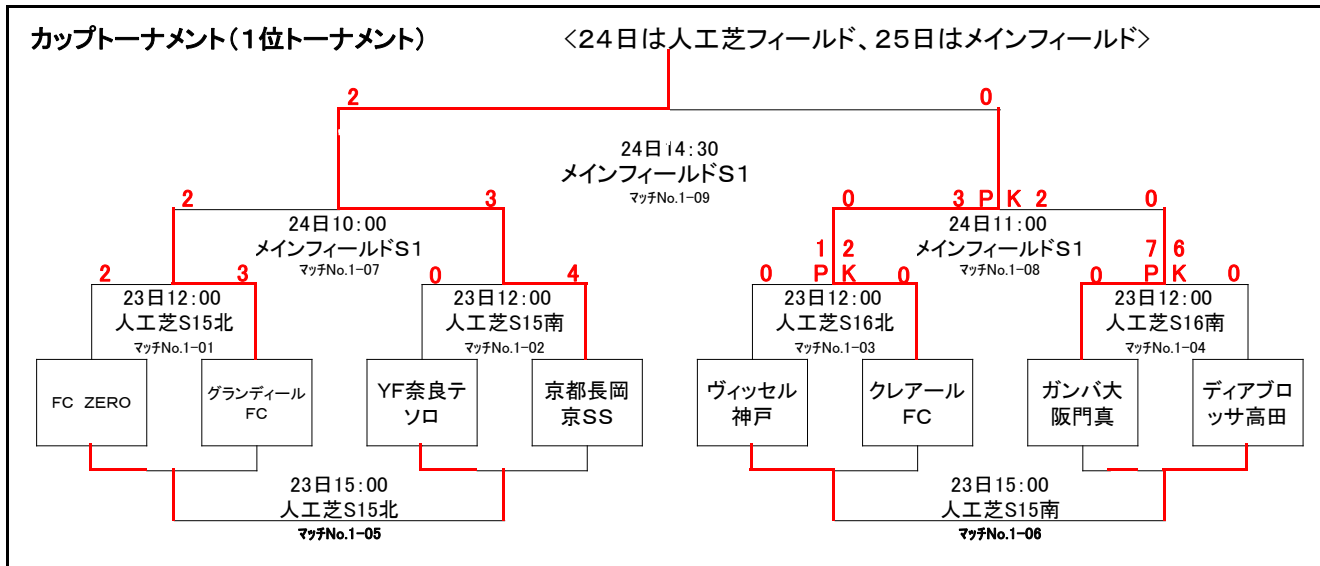 カップトーナメント（１位トーナメント）　　＜２４日は人工芝フィールド、２５日はメインフィールド＞
2　0
24日14：30
メインフィールドＳ１
マッチNo.1-09
2　3　0　3 P K 2　0
24日10：00　24日11：00
メインフィールドＳ１　メインフィールドＳ１
マッチNo.1-07　マッチNo.1-08
1 2　7 6
2　3　0　4　0　P K　0　0　P K　0
23日12：00　23日12：00　23日12：00　23日12：00
人工芝S15北　人工芝S15南　人工芝S16北　人工芝S16南
マッチNo.1-01　マッチNo.1-02　マッチNo.1-03　マッチNo.1-04
FC ZERO
グランディール
FC
YF奈良テ
ソロ
京都長岡
京SS
ヴィッセル
神戸
クレアール
FC
ガンバ大
阪門真
ディアブロ
ッサ高田
23日15：00　23日15：00
人工芝S15北　人工芝S15南
マッチNo.1-05　マッチNo.1-06